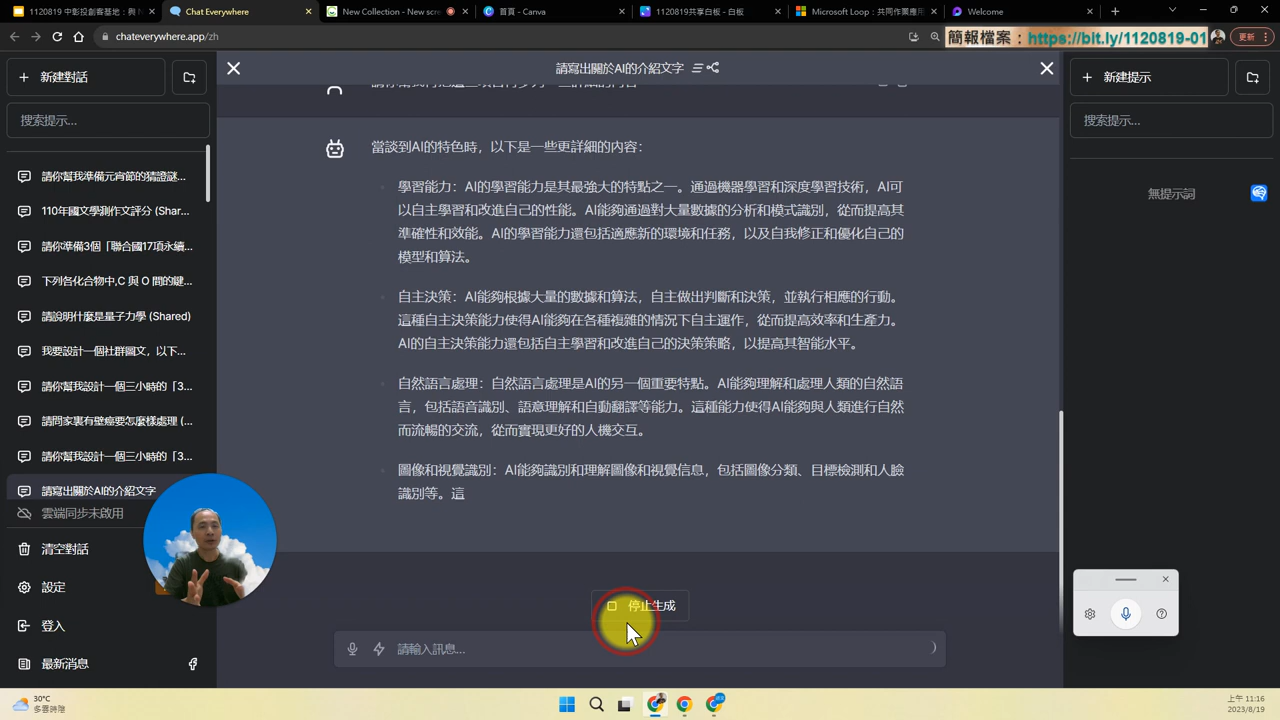 1120819 中彰投創客基地：與 N
Chat Everywhere
New Collection - New scre
首頁 - Canva
1120819共享白板 - 白板
Microsoft Loop：共同作業應用
Welcome
chateverywhere.app/zh
簡報檔案：https://bit.ly/1120819-01
更新
新建對話
搜索提示...
請你幫我準備元宵節的猜謎謎...
110年國文學測作文評分 (Shar...
請你準備3個「聯合國17項永續...
下列各化合物中,C 與 O 間的鍵...
請說明什麼是量子力學 (Shared)
我要設計一個社群圖文，以下...
請你幫我設計一個三小時的「3...
請問家裏有壁癌要怎麼樣處理 (...
請你幫我設計一個三小時的「3...
請寫出關於AI的介紹文字
雲端同步未啟用
清空對話
設定
登入
最新消息
請寫出關於AI的介紹文字
當談到AI的特色時，以下是一些更詳細的內容：
學習能力：AI的學習能力是其最強大的特點之一。通過機器學習和深度學習技術，AI可
以自主學習和改進自己的性能。AI能夠通過對大量數據的分析和模式識別，從而提高其
準確性和效能。AI的學習能力還包括適應新的環境和任務，以及自我修正和優化自己的
模型和算法。
自主決策：AI能夠根據大量的數據和算法，自主做出判斷和決策，並執行相應的行動。
這種自主決策能力使得AI能夠在各種複雜的情況下自主運作，從而提高效率和生產力。
AI的自主決策能力還包括自主學習和改進自己的決策策略，以提高其智能水平。
自然語言處理：自然語言處理是AI的另一個重要特點。AI能夠理解和處理人類的自然語
言，包括語音識別、語意理解和自動翻譯等能力。這種能力使得AI能夠與人類進行自然
而流暢的交流，從而實現更好的人機交互。
圖像和視覺識別：AI能夠識別和理解圖像和視覺信息，包括圖像分類、目標檢測和人臉
識別等。這
停止生成
請輸入訊息...
新建提示
搜索提示...
無提示詞
30°C
多雲時陰
上午 11:16
2023/8/19